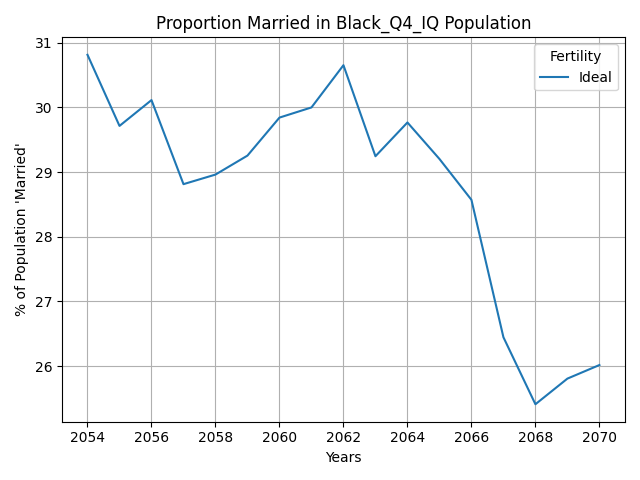 Proportion Married in Black_Q4_IQ Population
31
30
29
28
27
26
% of Population 'Married'
Fertility
Ideal
2054 2056 2058 2060 2062 2064 2066 2068 2070
Years